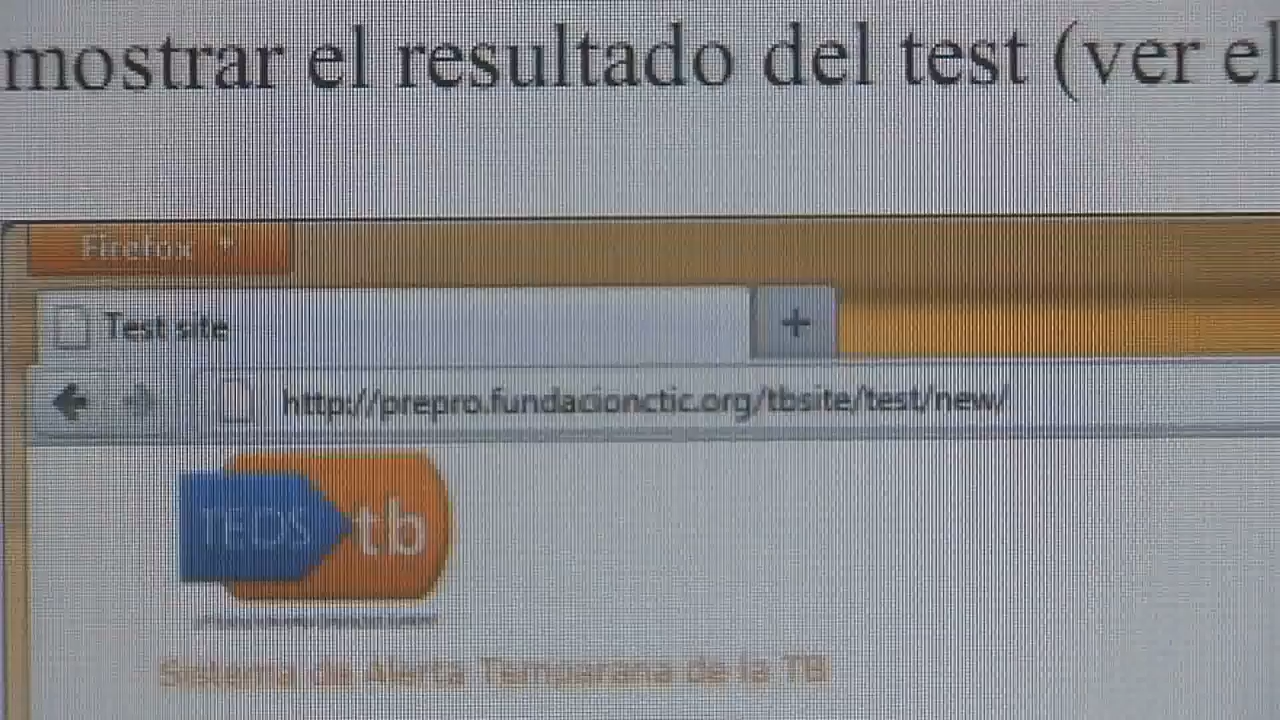 mostrar el resultado del test (ver el
Firefox
Test site
+
http://prepro.fundacionctic.org/tbsite/test/new/
TEDS tb
Sistema de Alerta Temprana de la TB